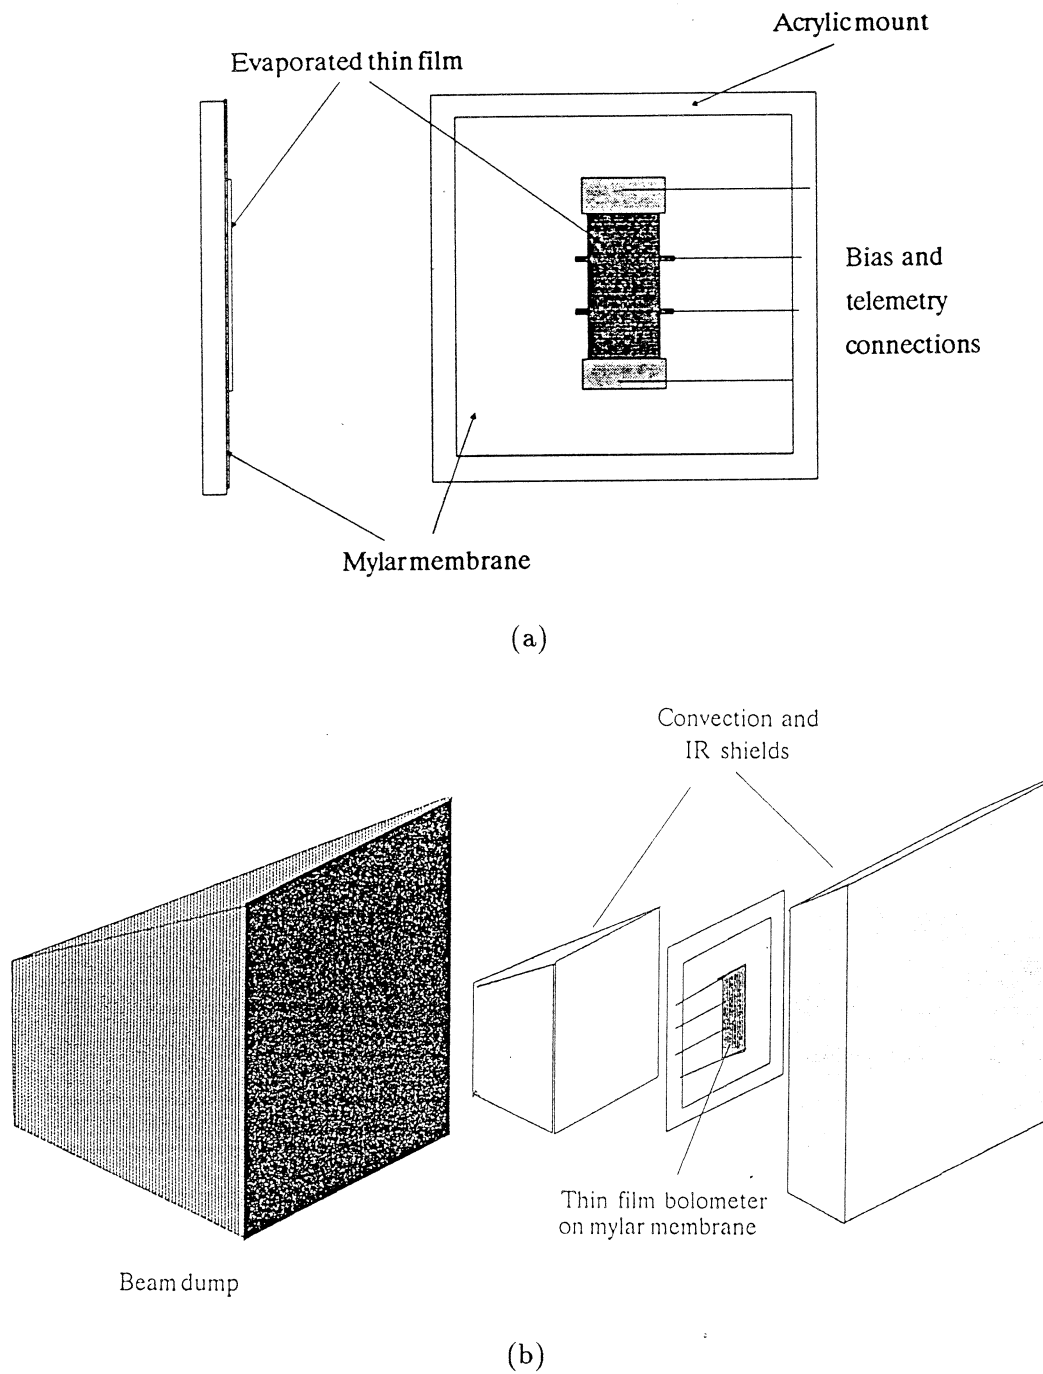 Acrylic mount
Evaporated thin film
Bias and
telemetry
connections
Mylar membrane
(a)
Convection and
IR shields
Thin film bolometer
on mylar membrane
Beam dump
(b)